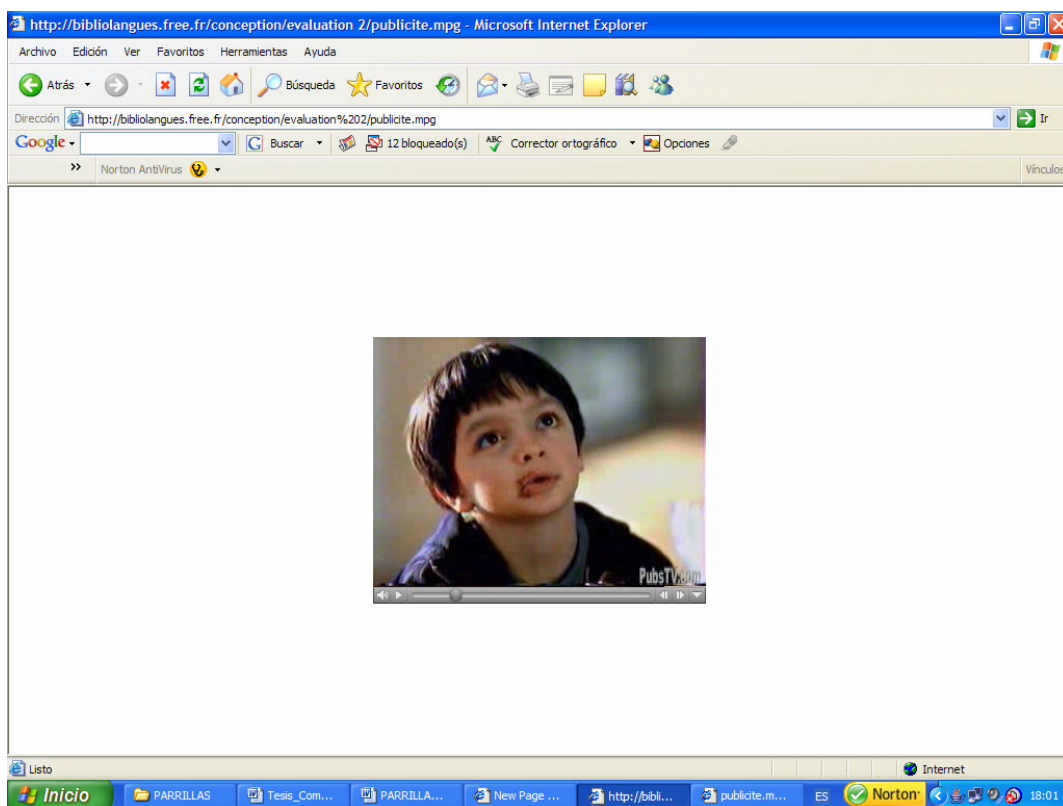 http://bibliolangues.free.fr/conception/evaluation 2/publicite.mpg - Microsoft Internet Explorer
Archivo Edición Ver Favoritos Herramientas Ayuda
Atrás Búsqueda Favoritos
Dirección http://bibliolangues.free.fr/conception/evaluation%202/publicite.mpg Ir
Google G Buscar 12 bloqueado(s) ABC Corrector ortográfico Opciones
Norton AntiVirus Vínculos
PubsTV.com
Listo Internet
Inicio PARRILLAS Tesis_Com... PARRILLA... New Page ... http://bibli... publicite.m... ES Norton 18:01